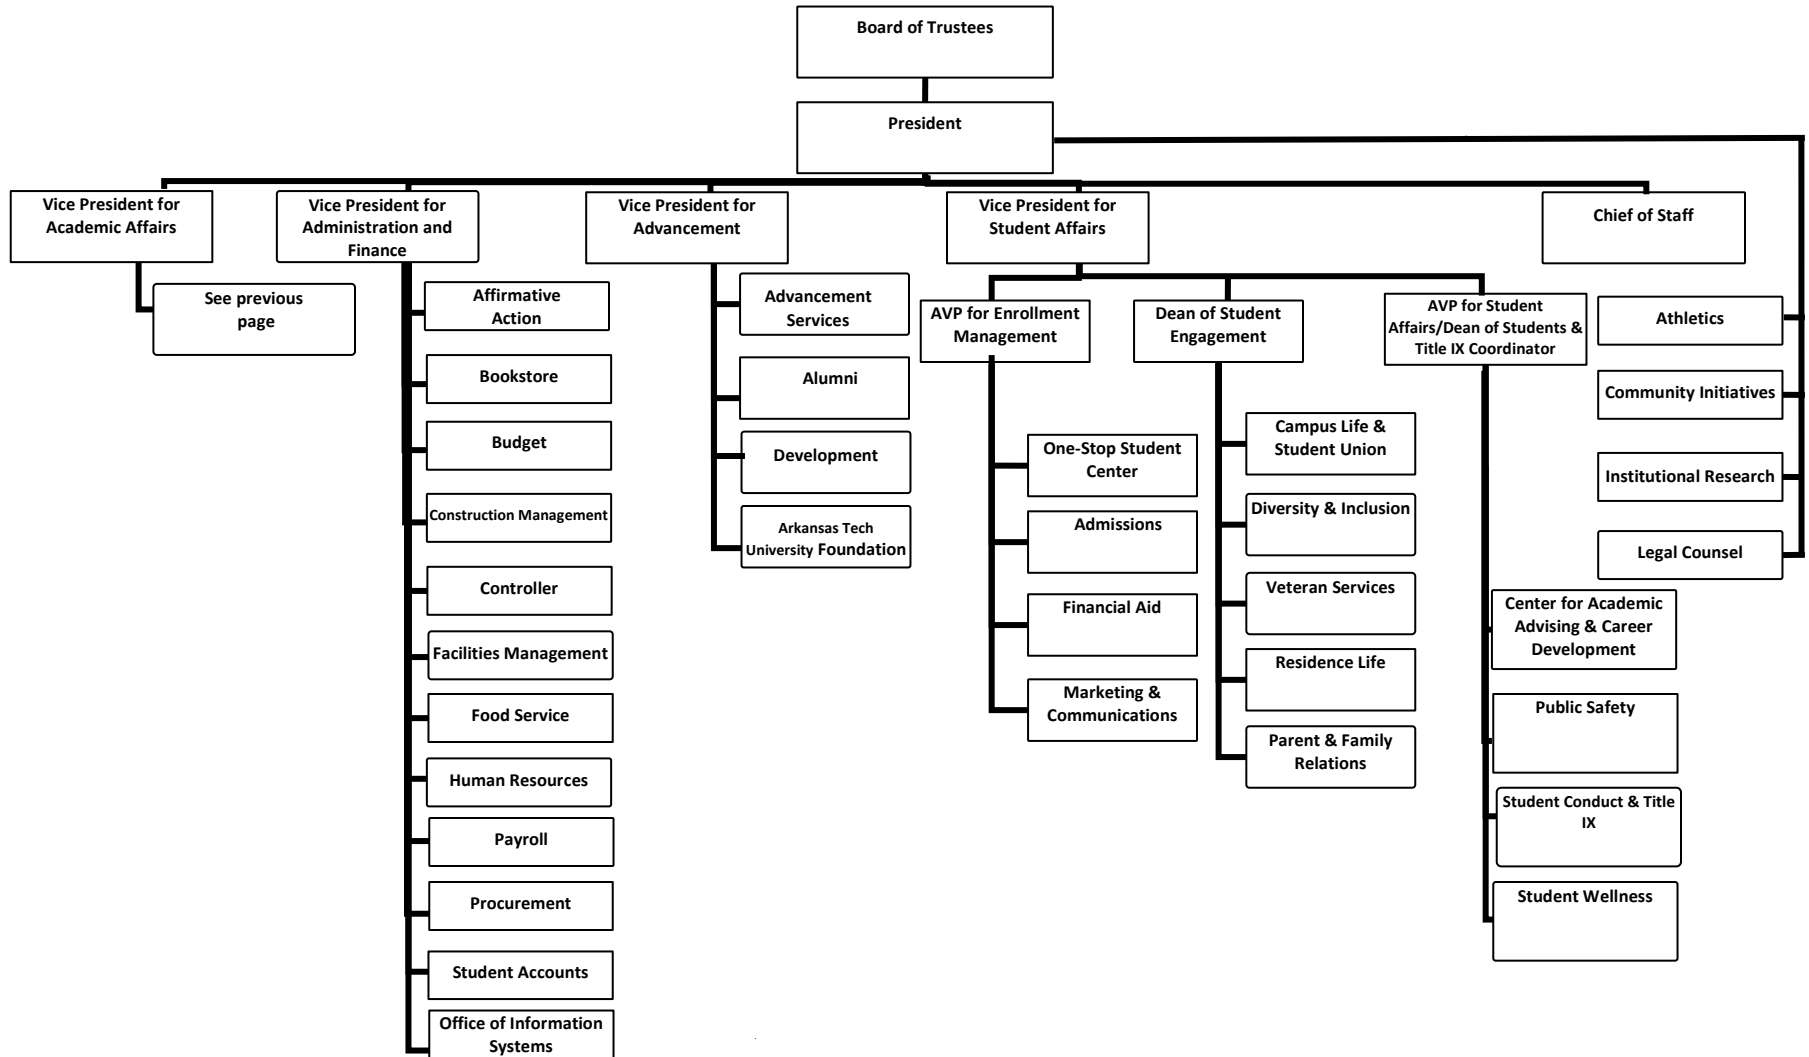 Board of Trustees
President
Vice President for
Academic Affairs
See previous
page
Vice President for
Administration and
Finance
Affirmative
Action
Bookstore
Budget
Construction Management
Controller
Facilities Management
Food Service
Human Resources
Payroll
Procurement
Student Accounts
Office of Information
Systems
Vice President for
Advancement
Advancement
Services
Alumni
Development
Arkansas Tech
University Foundation
Vice President for
Student Affairs
AVP for Enrollment
Management
One-Stop Student
Center
Admissions
Financial Aid
Marketing &
Communications
Dean of Student
Engagement
Campus Life &
Student Union
Diversity & Inclusion
Veteran Services
Residence Life
Parent & Family
Relations
AVP for Student
Affairs/Dean of Students &
Title IX Coordinator
Center for Academic
Advising & Career
Development
Public Safety
Student Conduct & Title
IX
Student Wellness
Chief of Staff
Athletics
Community Initiatives
Institutional Research
Legal Counsel